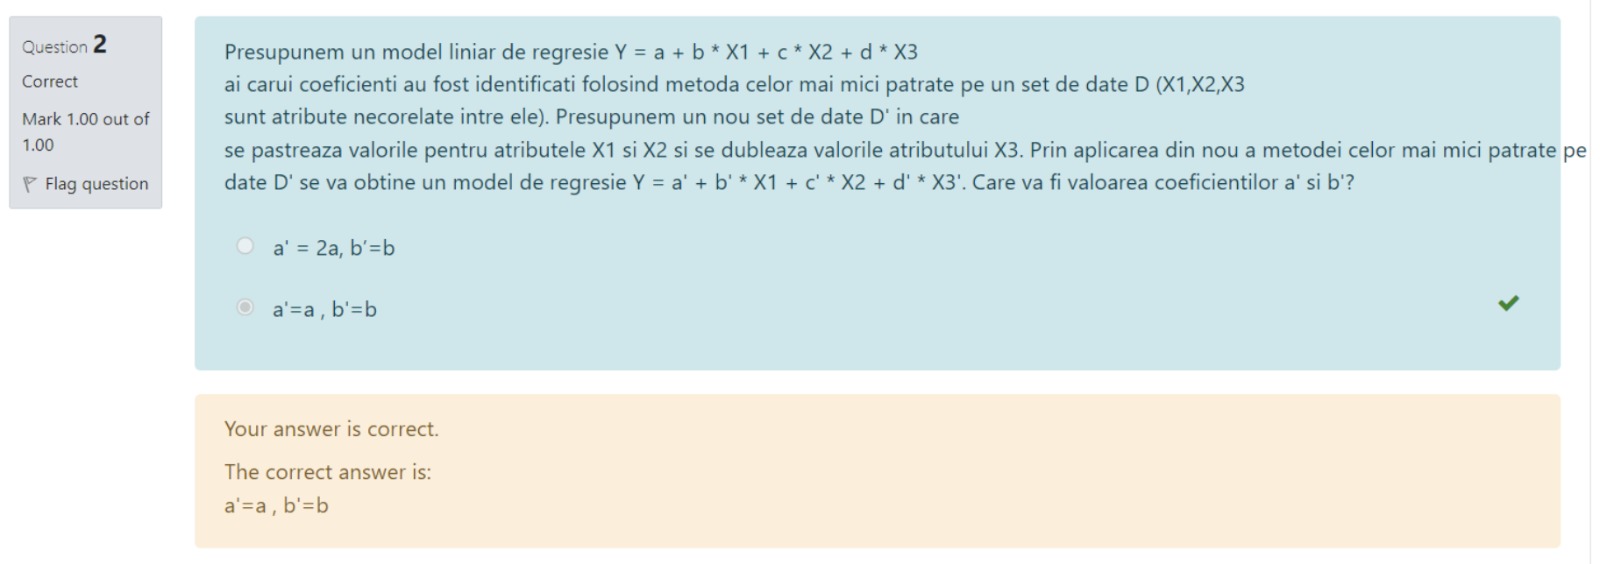 Question 2
Correct
Mark 1.00 out of
1.00
Flag question
Presupunem un model liniar de regresie Y = a + b * X1 + c * X2 + d * X3
ai carui coeficienti au fost identificati folosind metoda celor mai mici patrate pe un set de date D (X1,X2,X3
sunt atribute necorelate intre ele). Presupunem un nou set de date D' in care
se pastreaza valorile pentru atributele X1 si X2 si se dubleaza valorile atributului X3. Prin aplicarea din nou a metodei celor mai mici patrate pe
date D' se va obtine un model de regresie Y = a' + b' * X1 + c' * X2 + d' * X3'. Care va fi valoarea coeficientilor a' si b'?
a' = 2a, b'=b
a'=a , b'=b
Your answer is correct.
The correct answer is:
a'=a , b'=b